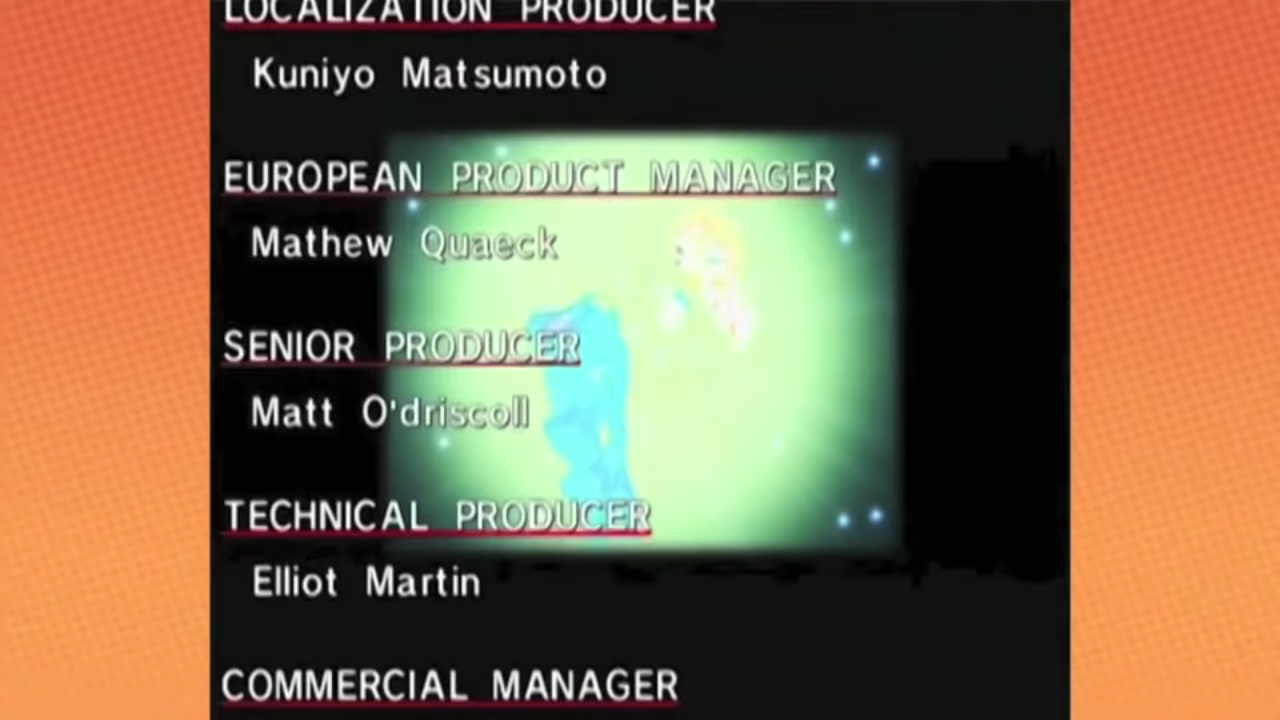 LOCALIZATION PRODUCER
Kuniyo Matsumoto
EUROPEAN PRODUCT MANAGER
Mathew Quaeck
SENIOR PRODUCER
Matt O'driscoll
TECHNICAL PRODUCER
Elliot Martin
COMMERCIAL MANAGER